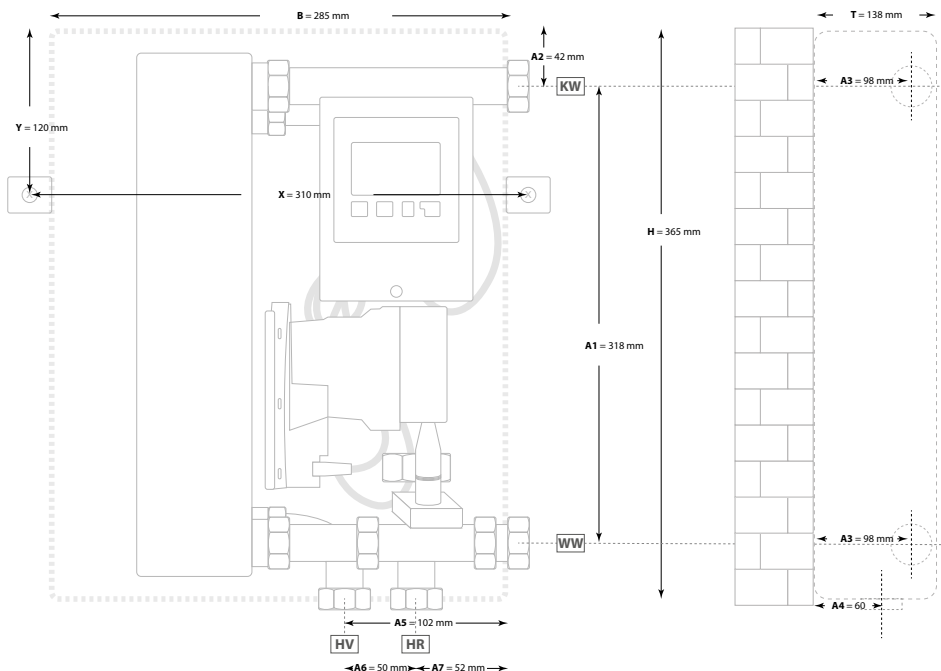 B = 285 mm
T = 138 mm
A2 = 42 mm
KW
A3 = 98 mm
Y = 120 mm
X = 310 mm
H = 365 mm
A1 = 318 mm
WW
A3 = 98 mm
A4 = 60
A5 = 102 mm
HV
HR
A6 = 50 mm
A7 = 52 mm